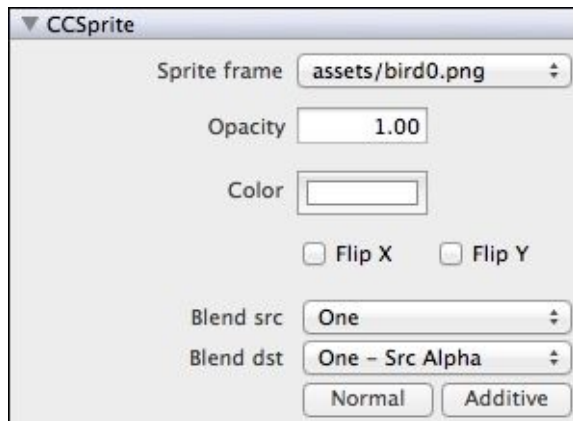 CCSprite
Sprite frame assets/bird0.png
Opacity 1.00
Color
Flip X Flip Y
Blend src One
Blend dst One – Src Alpha
Normal Additive